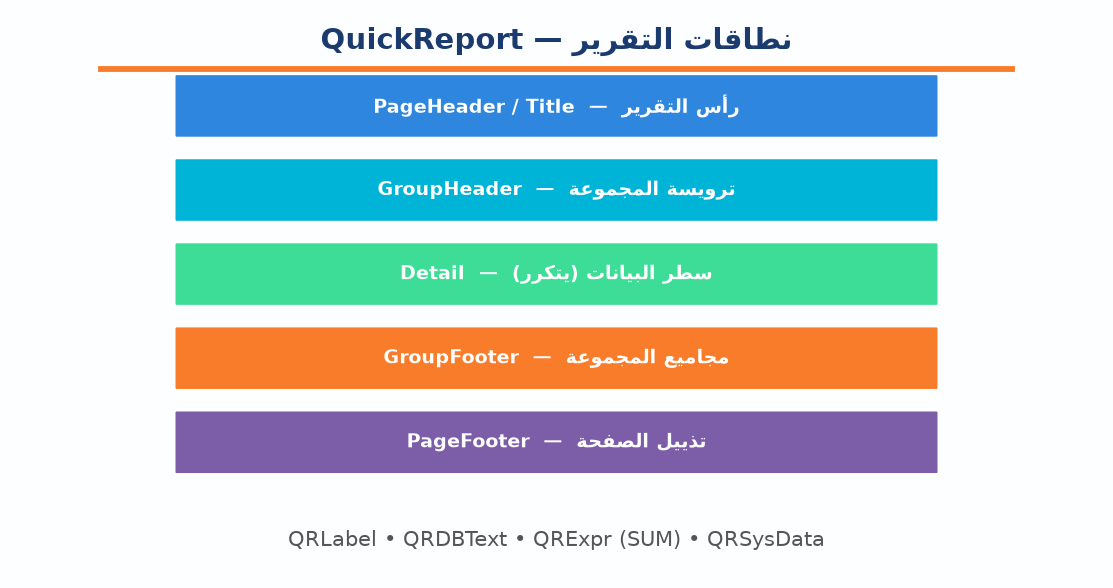 QuickReport — نطاقات التقرير
PageHeader / Title — رأس التقرير
GroupHeader — ترويسة المجموعة
Detail — سطر البيانات (يتكرر)
GroupFooter — مجاميع المجموعة
PageFooter — تذييل الصفحة
QRLabel • QRDBText • QRExpr (SUM) • QRSysData